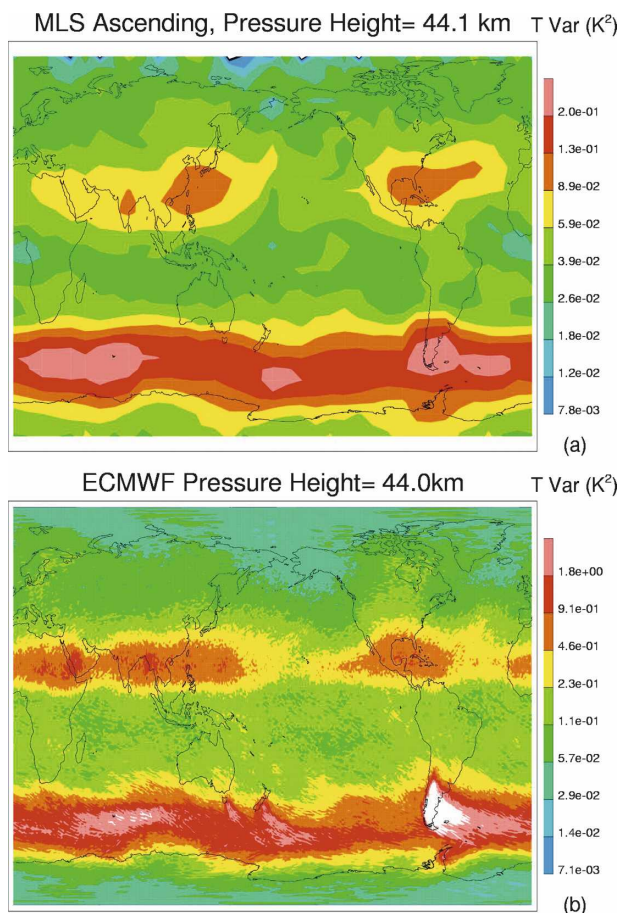 MLS Ascending, Pressure Height= 44.1 km T Var (K²)
2.0e-01
1.3e-01
8.9e-02
5.9e-02
3.9e-02
2.6e-02
1.8e-02
1.2e-02
7.8e-03
(a)
ECMWF Pressure Height= 44.0km T Var (K²)
1.8e+00
9.1e-01
4.6e-01
2.3e-01
1.1e-01
5.7e-02
2.9e-02
1.4e-02
7.1e-03
(b)